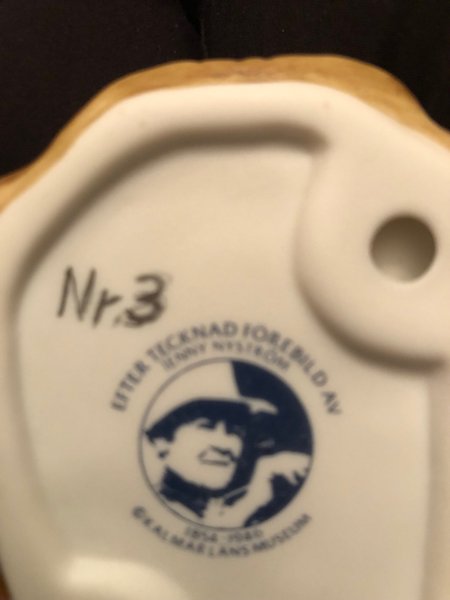 Nr.3
EFTER TECKNAD FÖREBILD AV
JENNY NYSTRÖM
1854-1946
©KALMAR LÄNS MUSEUM